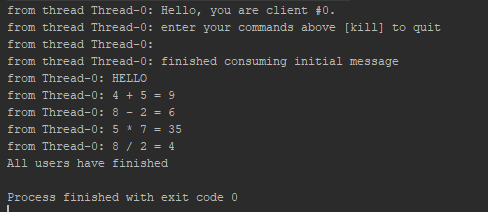 from thread Thread-0: Hello, you are client #0.
from thread Thread-0: enter your commands above [kill] to quit
from thread Thread-0:
from thread Thread-0: finished consuming initial message
from Thread-0: HELLO
from Thread-0: 4 + 5 = 9
from Thread-0: 8 - 2 = 6
from Thread-0: 5 * 7 = 35
from Thread-0: 8 / 2 = 4
All users have finished
Process finished with exit code 0